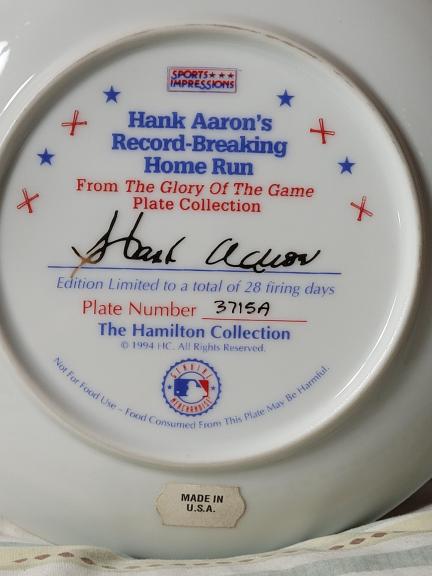 SPORTS★★★
IMPRESSIONS
Hank Aaron's
Record-Breaking
Home Run
From The Glory Of The Game
Plate Collection
Hank Aaron
Edition Limited to a total of 28 firing days
Plate Number 3715A
The Hamilton Collection
© 1994 HC. All Rights Reserved.
GENUINE
MERCHANDISE
Not For Food Use – Food Consumed From This Plate May Be Harmful.
MADE IN
U.S.A.